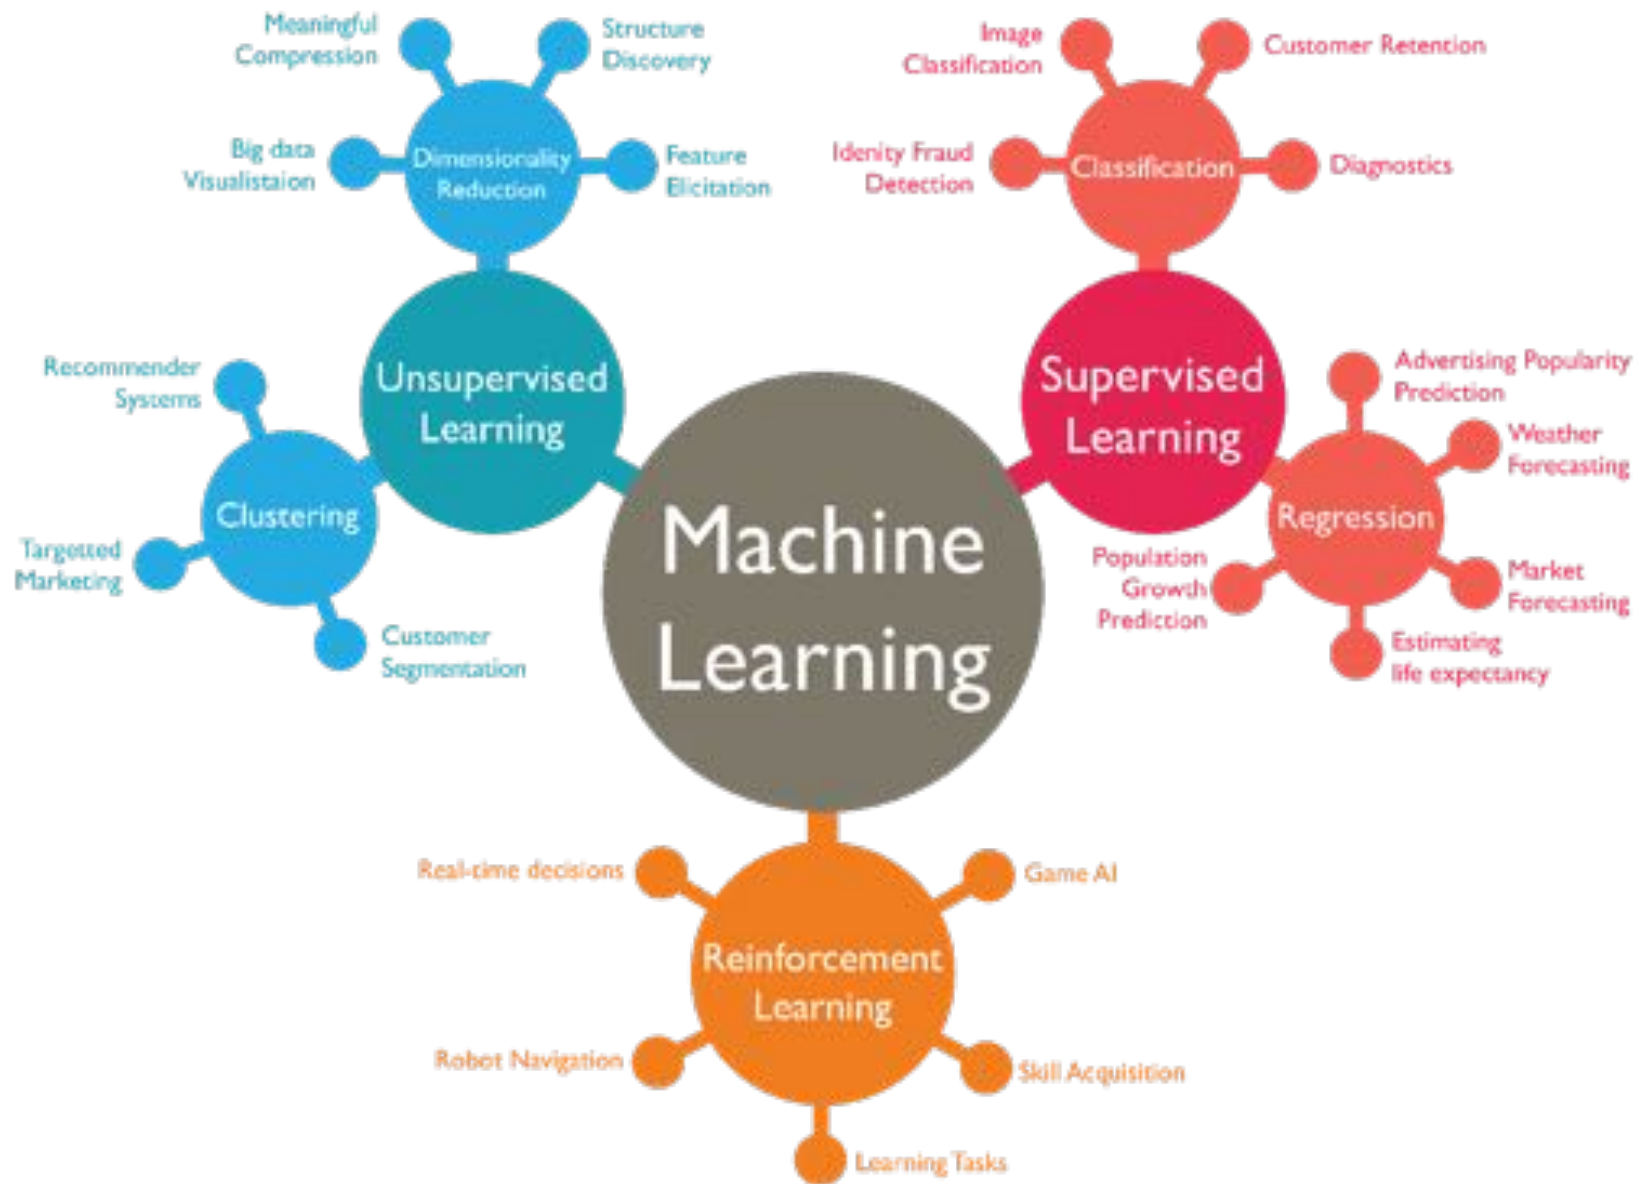 Meaningful
Compression
Structure
Discovery
Big data
Visualistaion
Dimensionality
Reduction
Feature
Elicitation
Image
Classification
Customer Retention
Idenity Fraud
Detection
Classification
Diagnostics
Unsupervised
Learning
Supervised
Learning
Recommender
Systems
Clustering
Targetted
Marketing
Customer
Segmentation
Machine
Learning
Advertising Popularity
Prediction
Weather
Forecasting
Regression
Population
Growth
Prediction
Market
Forecasting
Estimating
life expectancy
Real-time decisions
Game AI
Reinforcement
Learning
Robot Navigation
Skill Acquisition
Learning Tasks